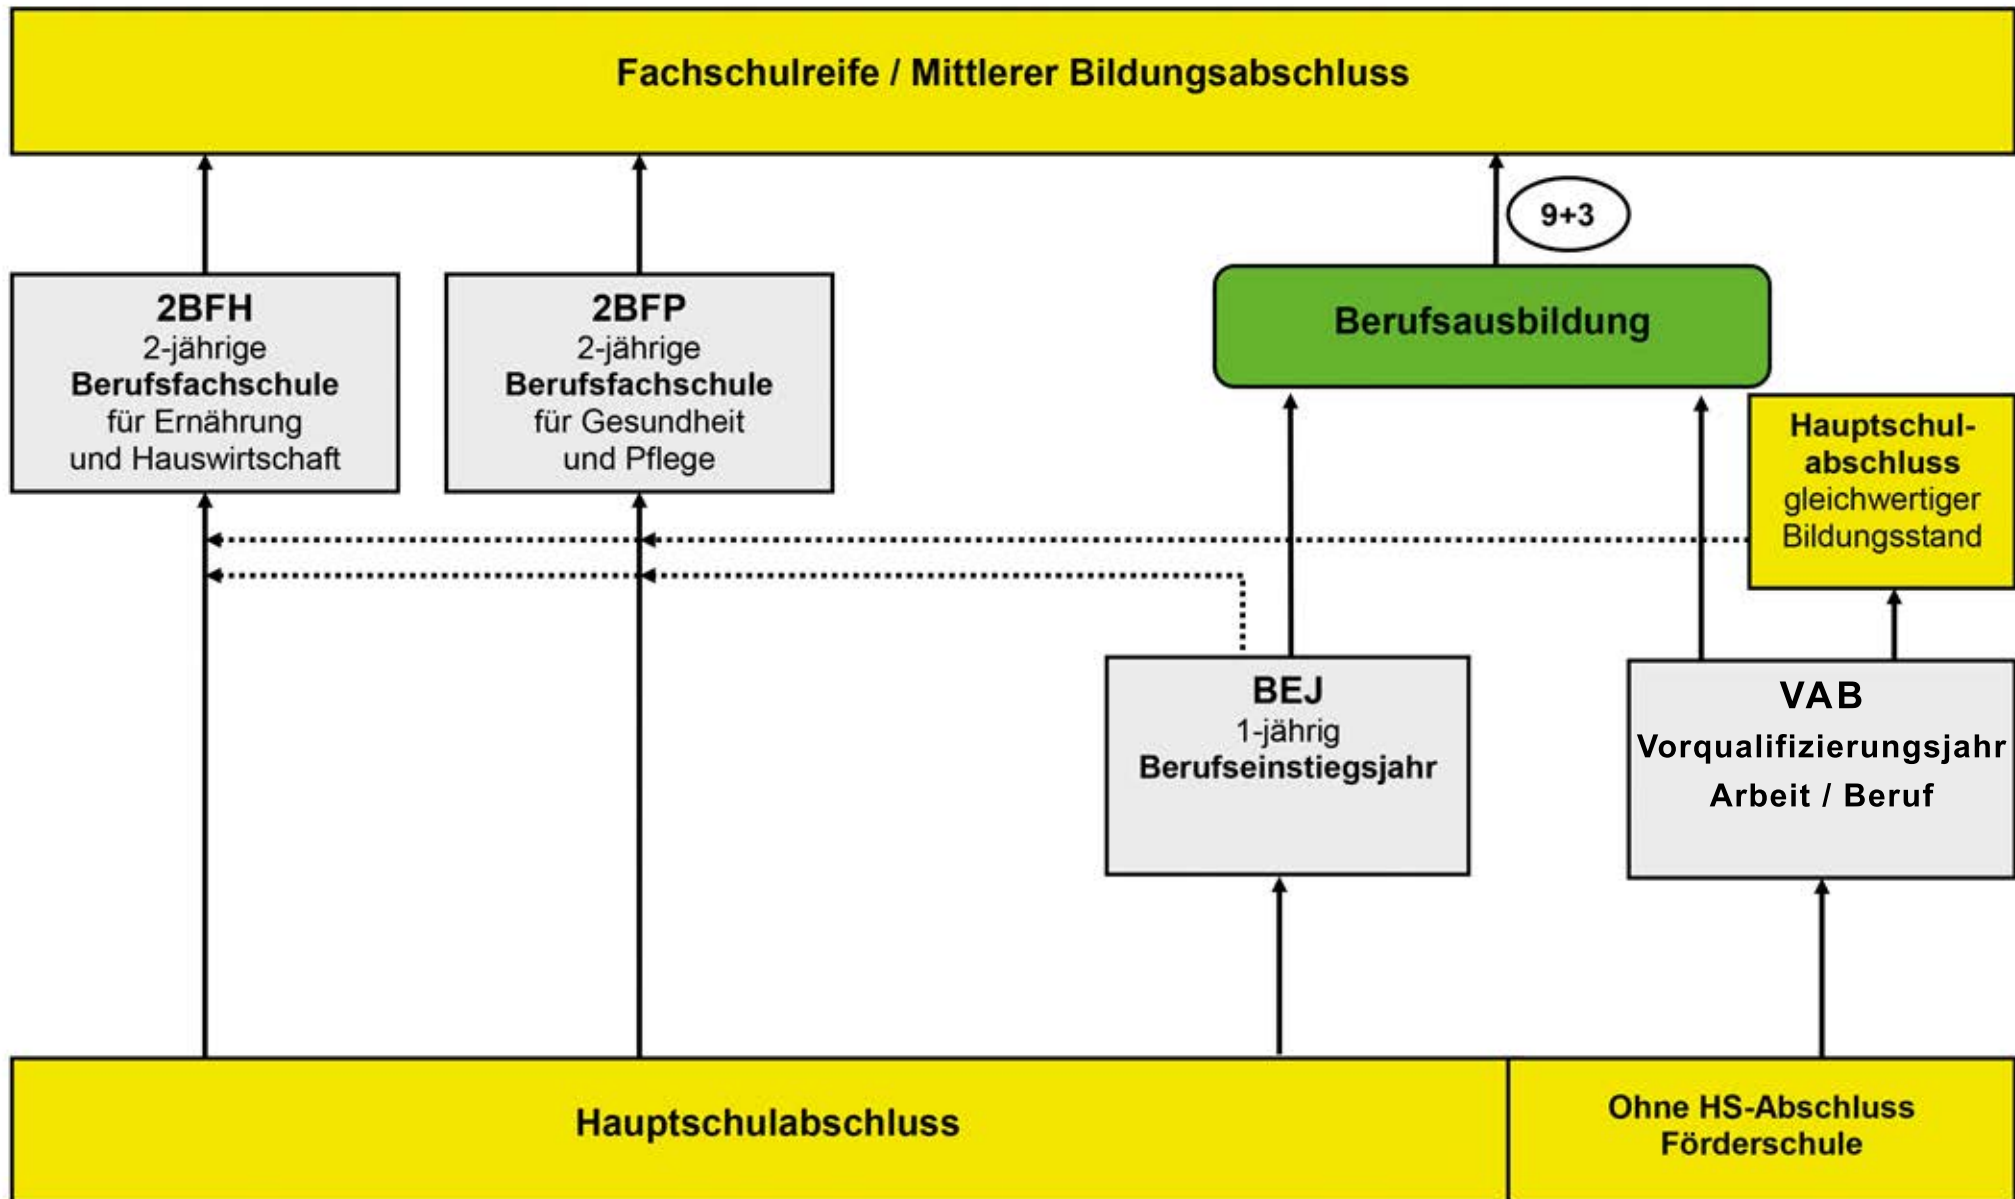 Fachschulreife / Mittlerer Bildungsabschluss
9+3
2BFH
2-jährige
Berufsfachschule
für Ernährung
und Hauswirtschaft
2BFP
2-jährige
Berufsfachschule
für Gesundheit
und Pflege
Berufsausbildung
Hauptschul-
abschluss
gleichwertiger
Bildungsstand
BEJ
1-jährig
Berufseinstiegsjahr
VAB
Vorqualifizierungsjahr
Arbeit / Beruf
Hauptschulabschluss
Ohne HS-Abschluss
Förderschule